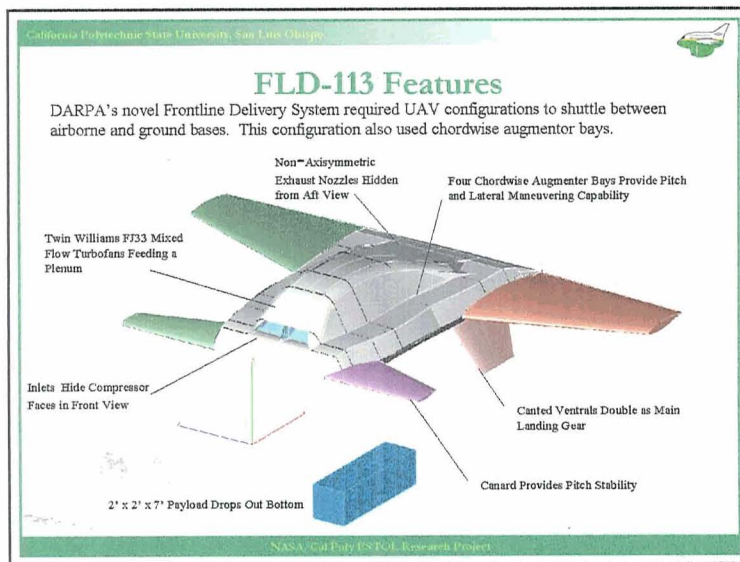 California Polytechnic State University, San Luis Obispo
FLD-113 Features
DARPA's novel Frontline Delivery System required UAV configurations to shuttle between
airborne and ground bases. This configuration also used chordwise augmentor bays.
Non-Axisymmetric
Exhaust Nozzles Hidden
from Aft View
Four Chordwise Augmenter Bays Provide Pitch
and Lateral Maneuvering Capability
Twin Williams FJ33 Mixed
Flow Turbofans Feeding a
Plenum
Inlets Hide Compressor
Faces in Front View
Canted Ventrals Double as Main
Landing Gear
Canard Provides Pitch Stability
2' x 2' x 7' Payload Drops Out Bottom
NASA/Cal Poly ESTOL Research Project